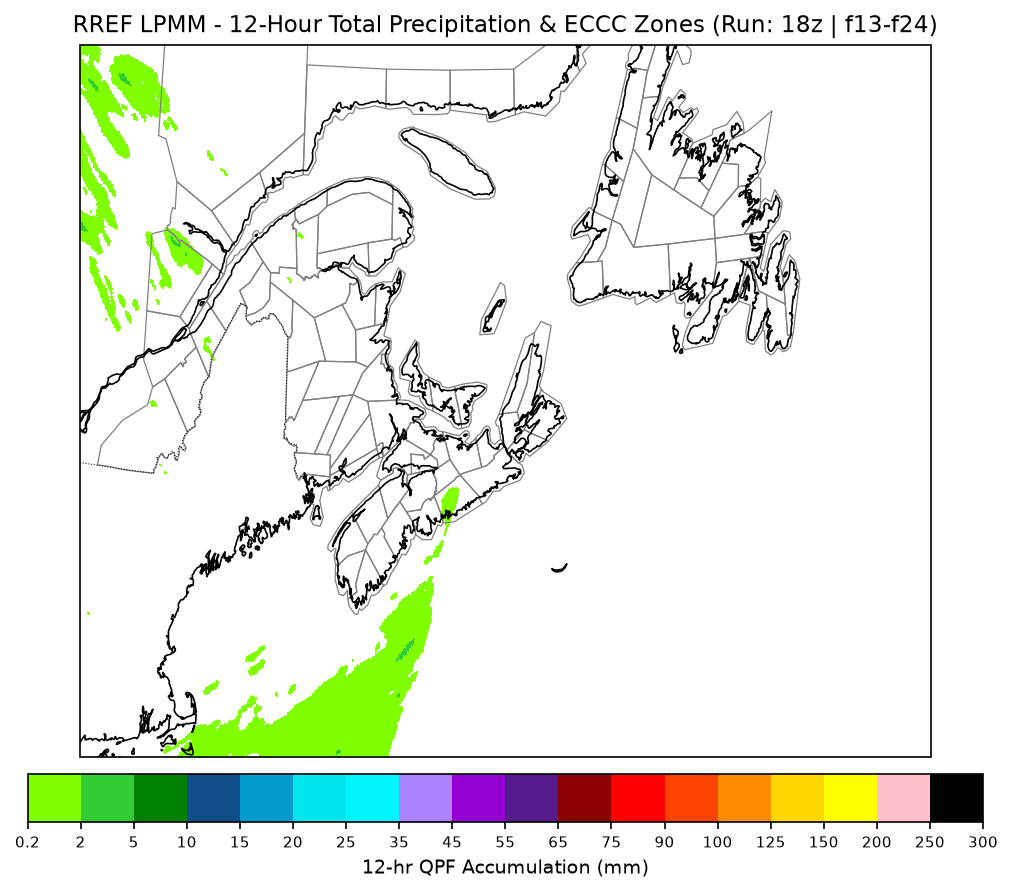 RREF LPMM - 12-Hour Total Precipitation & ECCC Zones (Run: 18z | f13-f24)
0.2 2 5 10 15 20 25 35 45 55 65 75 90 100 125 150 200 250 300
12-hr QPF Accumulation (mm)